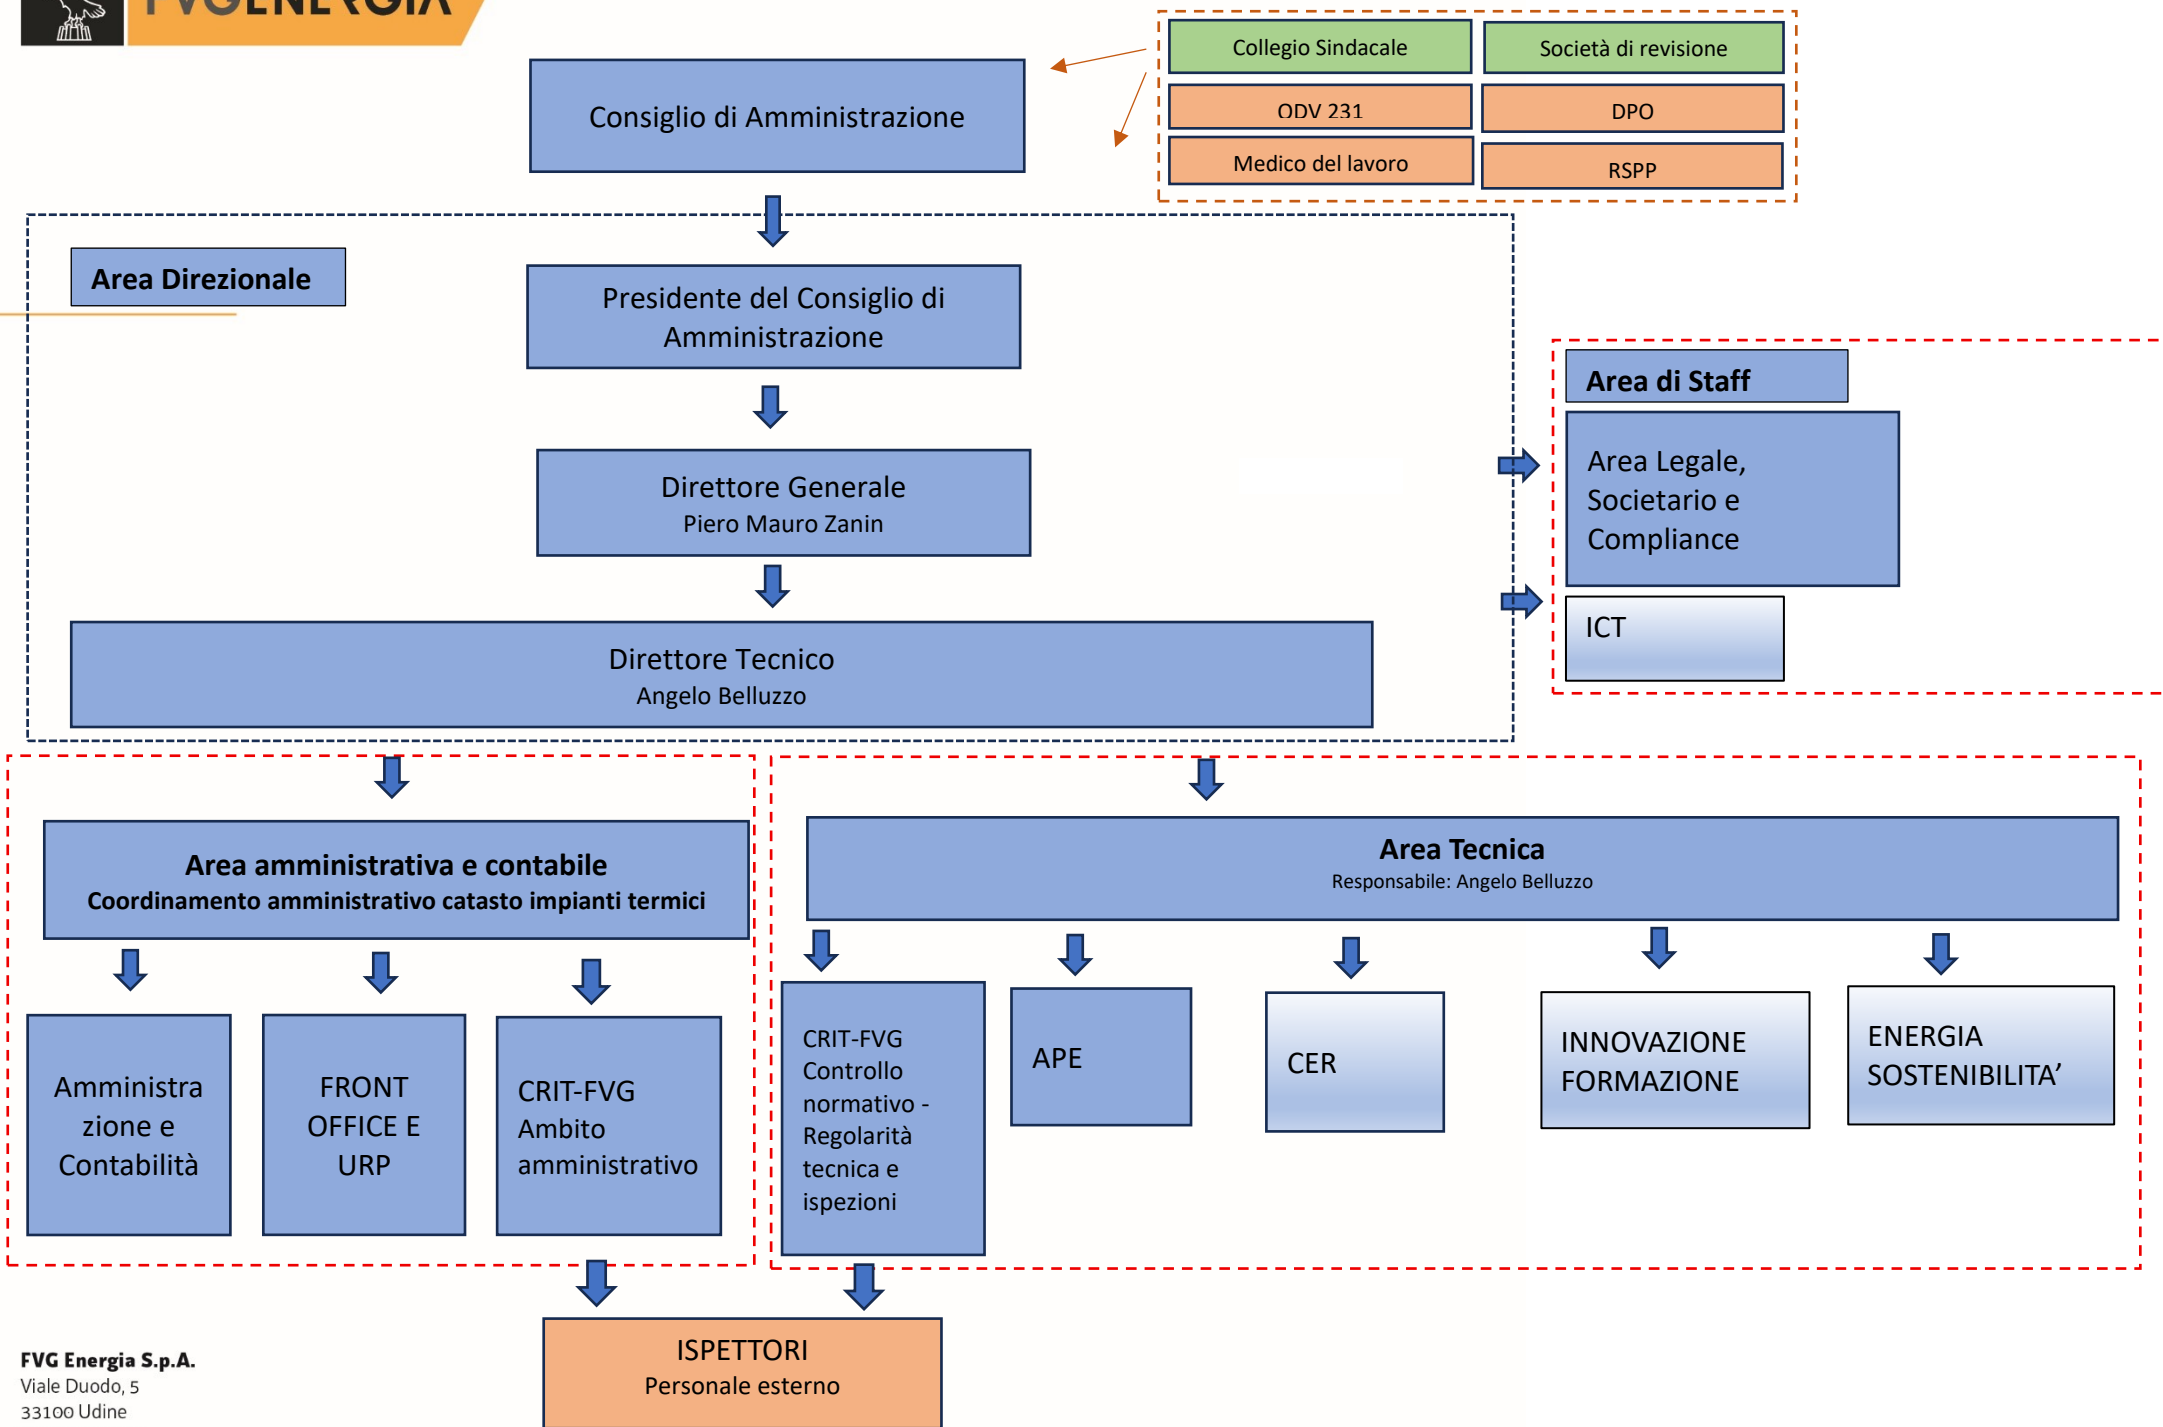 FVGENERGIA
Collegio Sindacale
Società di revisione
Consiglio di Amministrazione
ODV 231
DPO
Medico del lavoro
RSPP
Area Direzionale
Presidente del Consiglio di
Amministrazione
Area di Staff
Area Legale,
Societario e
Compliance
Direttore Generale
Piero Mauro Zanin
ICT
Direttore Tecnico
Angelo Belluzzo
Area amministrativa e contabile
Coordinamento amministrativo catasto impianti termici
Area Tecnica
Responsabile: Angelo Belluzzo
Amministra
zione e
Contabilità
FRONT
OFFICE E
URP
CRIT-FVG
Ambito
amministrativo
CRIT-FVG
Controllo
normativo -
Regolarità
tecnica e
ispezioni
APE
CER
INNOVAZIONE
FORMAZIONE
ENERGIA
SOSTENIBILITA’
ISPETTORI
Personale esterno
FVG Energia S.p.A.
Viale Duodo, 5
33100 Udine